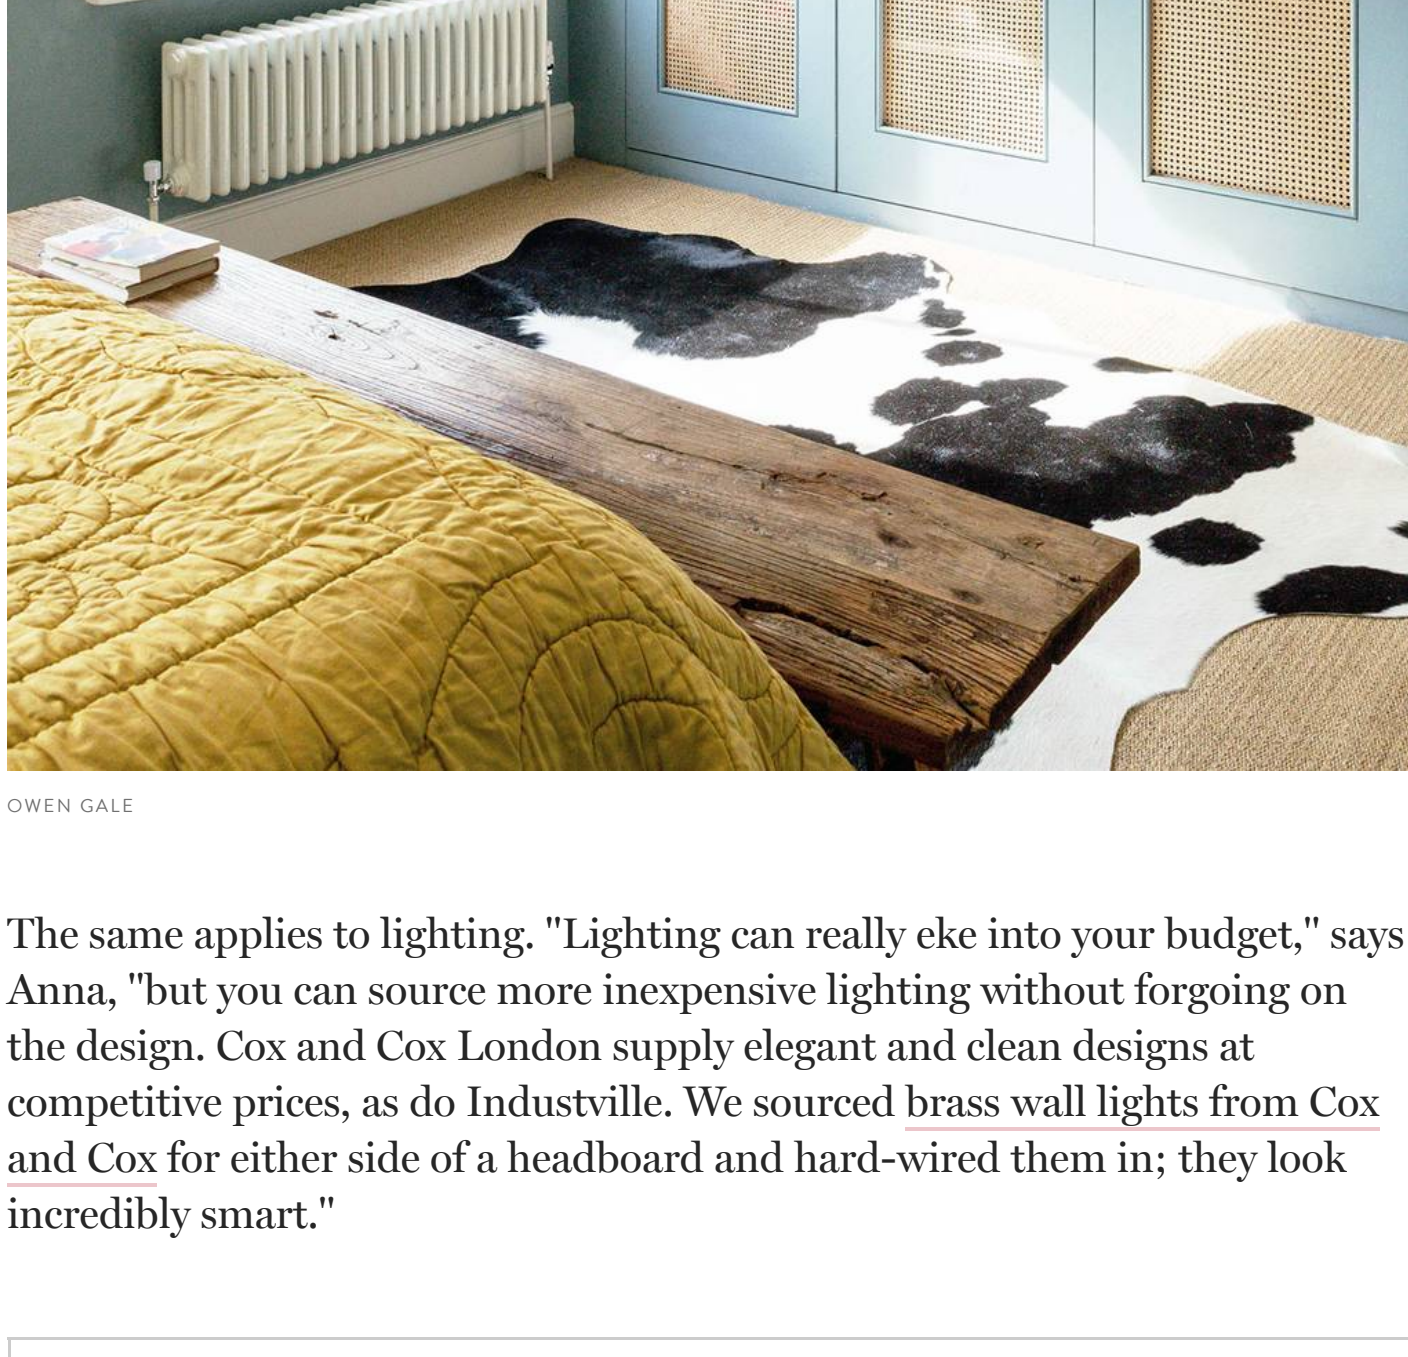 OWEN GALE
The same applies to lighting. "Lighting can really eke into your budget," says
Anna, "but you can source more inexpensive lighting without forgoing on
the design. Cox and Cox London supply elegant and clean designs at
competitive prices, as do Industville. We sourced brass wall lights from Cox
and Cox for either side of a headboard and hard-wired them in; they look
incredibly smart."